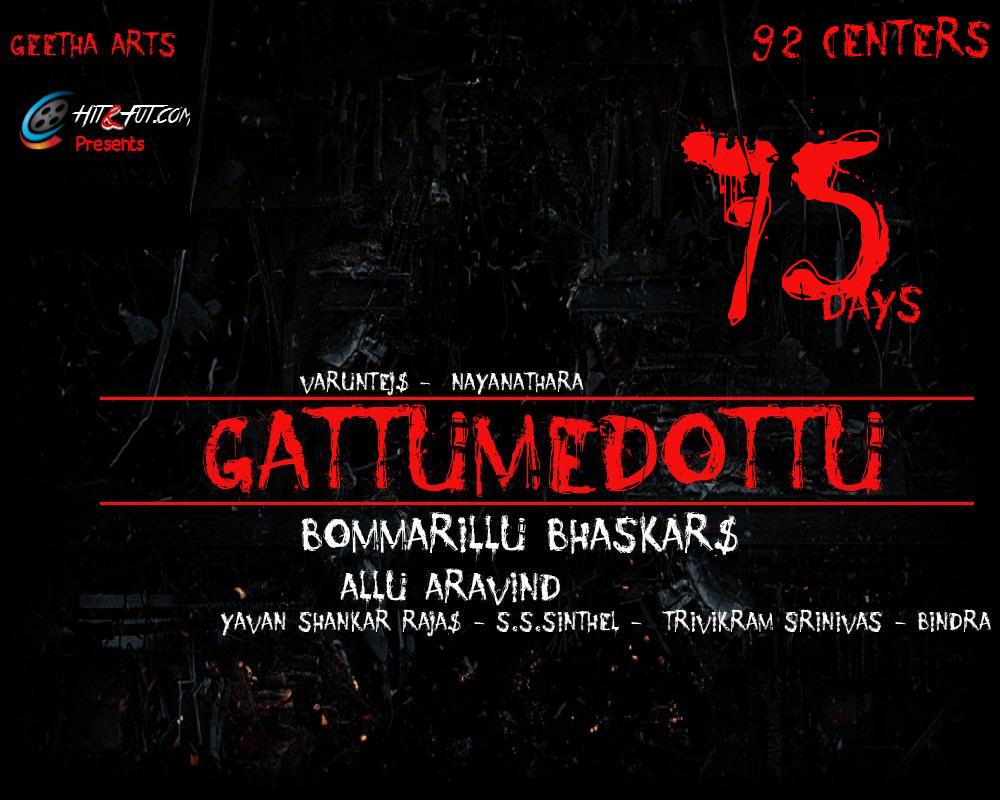 GEETHA ARTS
92 CENTERS
HIT&FUT.COM
Presents
75
DAYS
VARUNTEJ$ - NAYANATHARA
GATTUMEDOTTU
BOMMARILLU BHASKAR$
ALLU ARAVIND
YAVAN SHANKAR RAJA$ - S.S.SINTHEL - TRIVIKRAM SRINIVAS - BINDRA